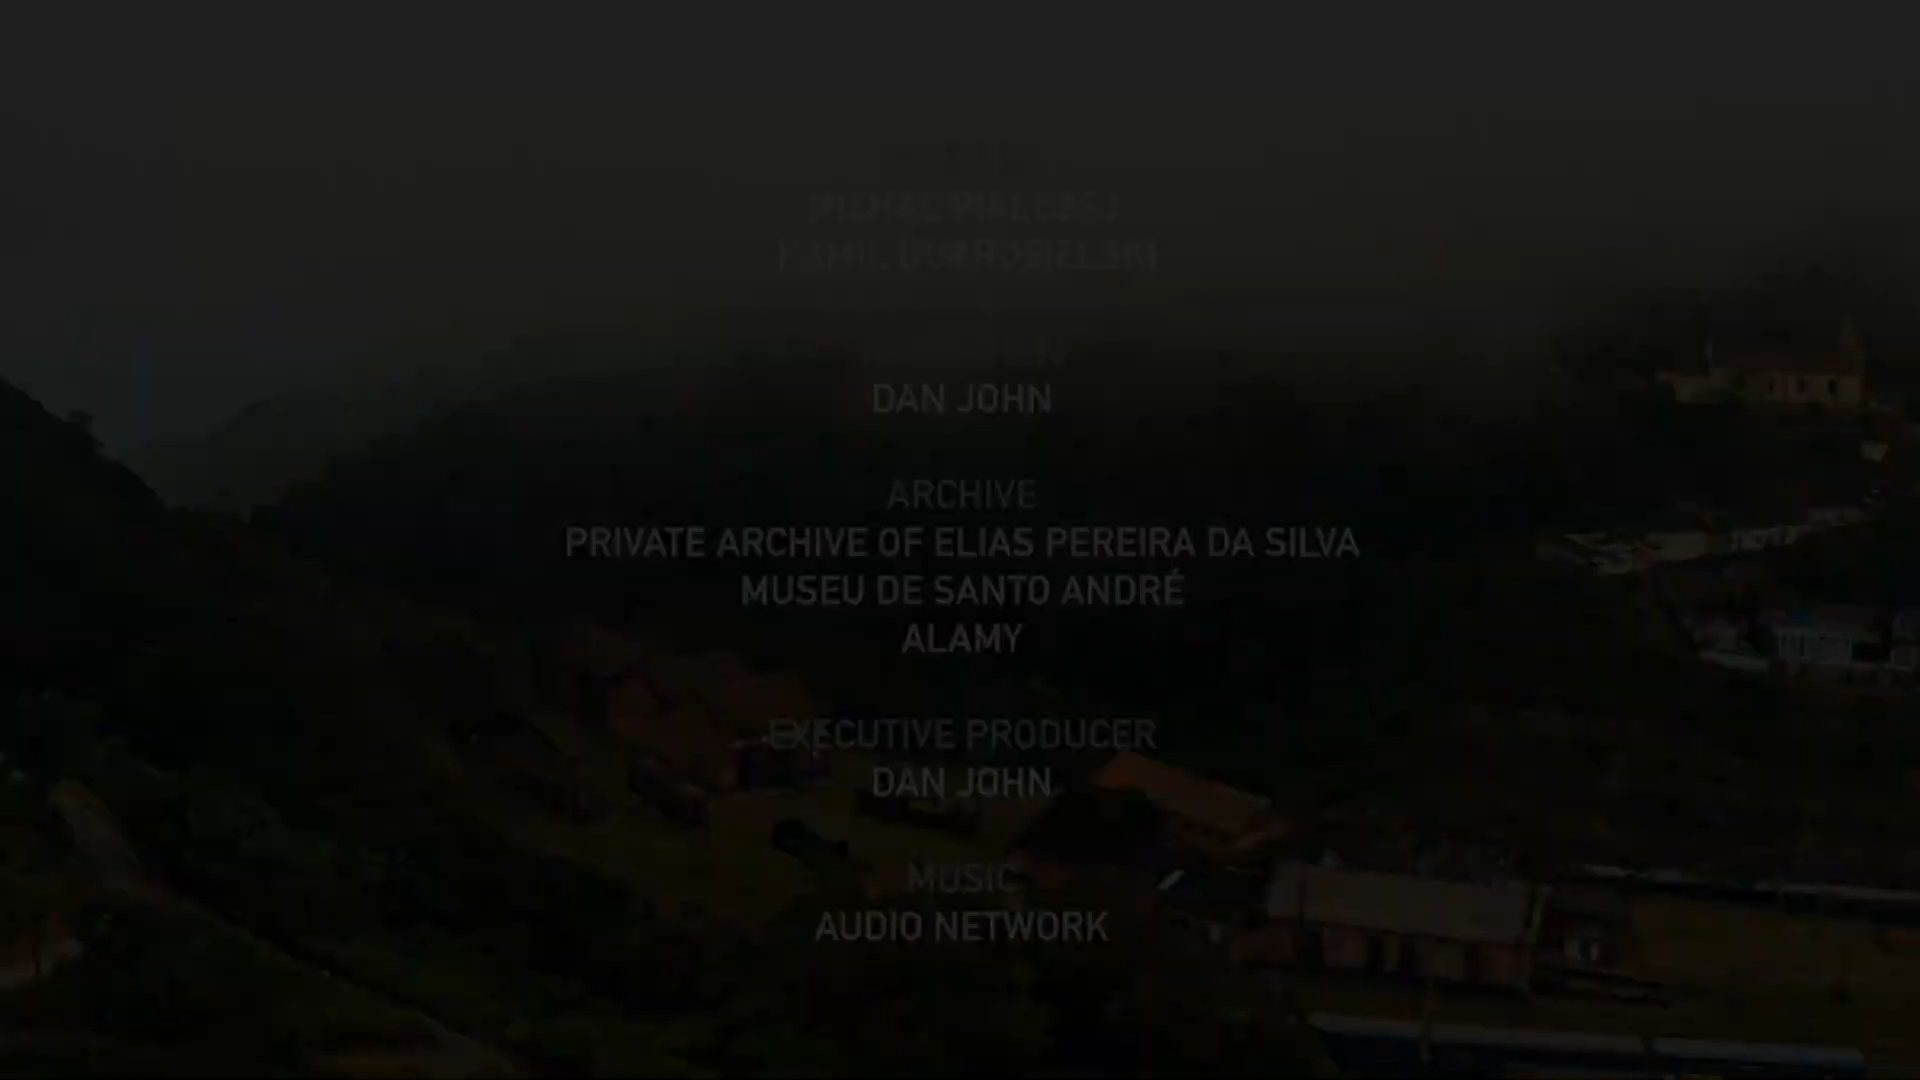 DAN JOHN
ARCHIVE
PRIVATE ARCHIVE OF ELIAS PEREIRA DA SILVA
MUSEU DE SANTO ANDRÉ
ALAMY
EXECUTIVE PRODUCER
DAN JOHN
MUSIC
AUDIO NETWORK